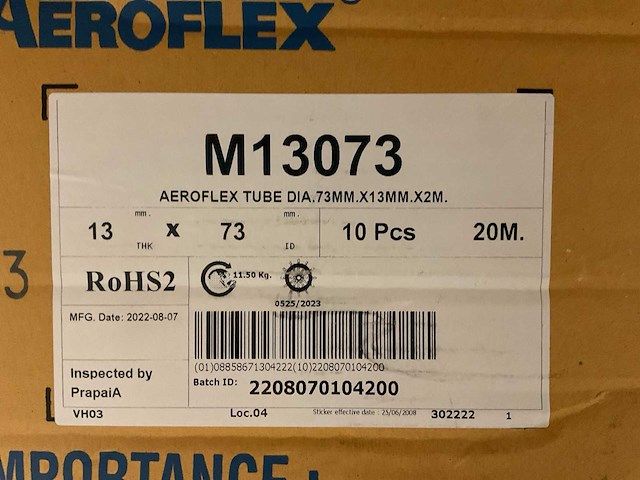 AEROFLEX®
M13073
AEROFLEX TUBE DIA.73MM.X13MM.X2M.
mm. mm.
13 x 73 10 Pcs 20M.
THK ID
3
RoHS2 11.50 Kg.
0525/2023
MFG. Date: 2022-08-07
(01)08858671304222(10)2208070104200
Inspected by
PrapaiA
Batch ID: 2208070104200
VH03 Loc.04 Sticker effective date : 25/06/2008 302222 1
IMPORTANCE :